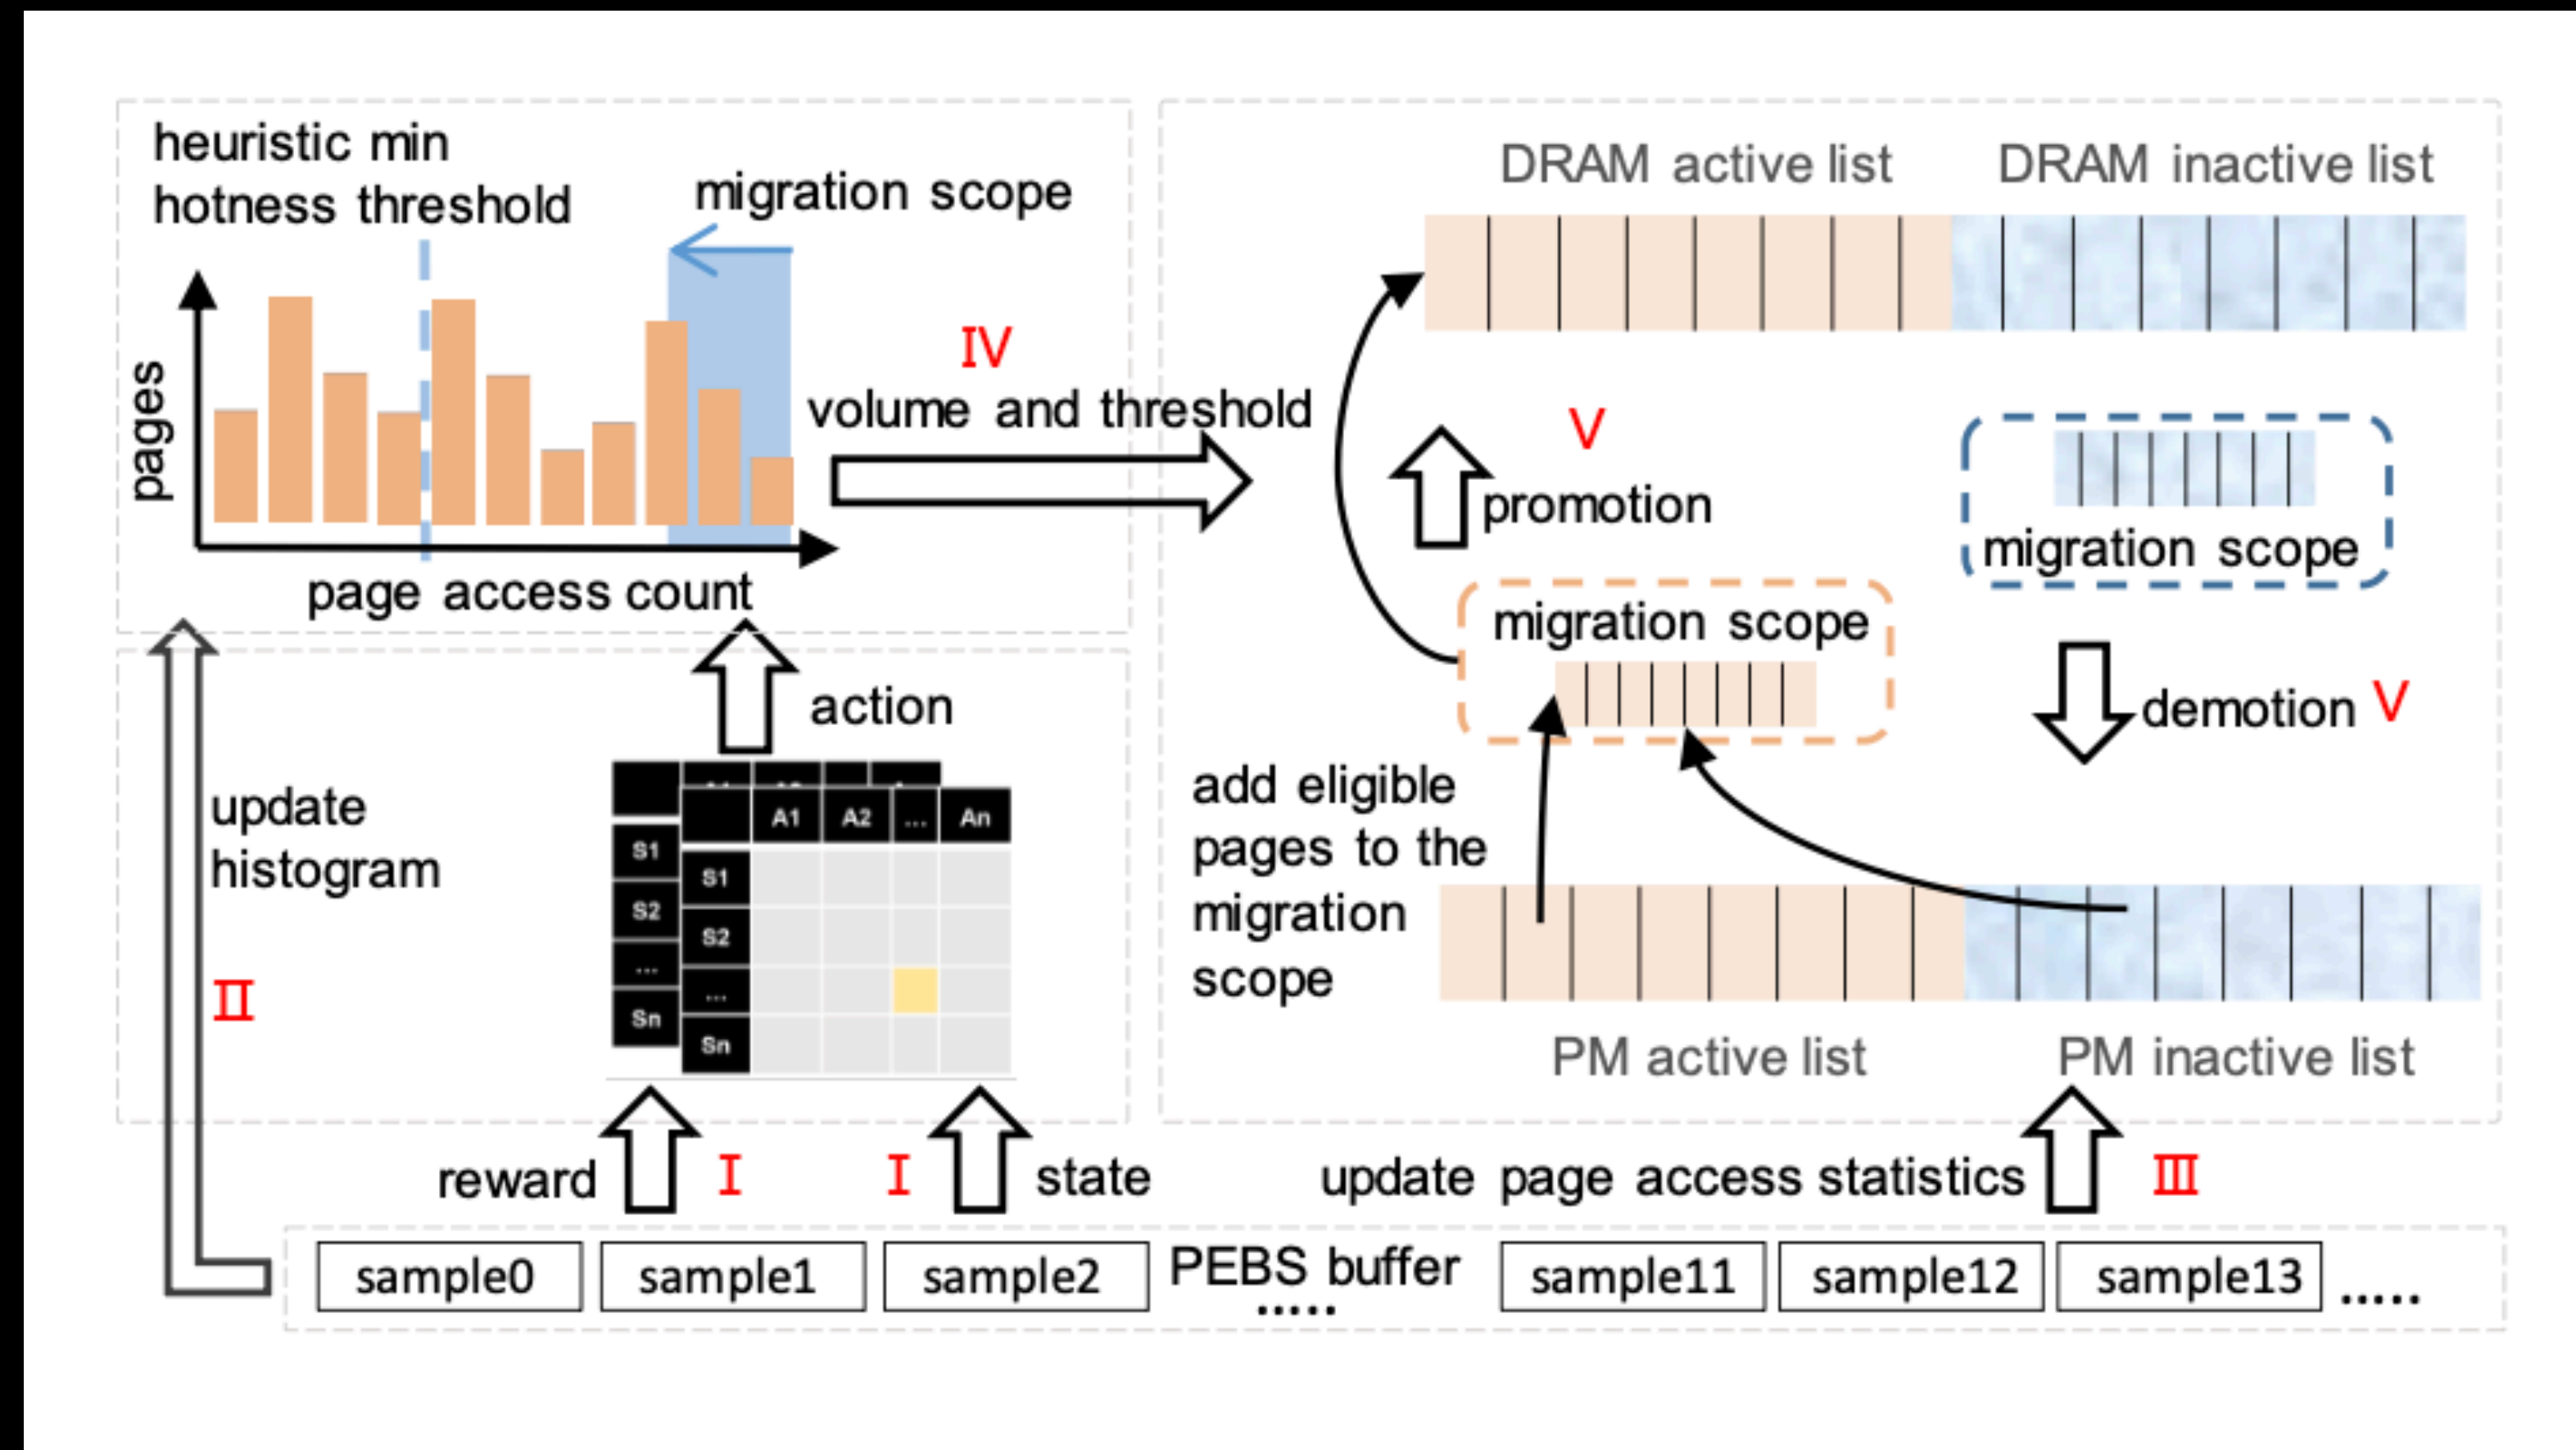 heuristic min
hotness threshold
migration scope
pages
page access count
IV
volume and threshold
DRAM active list
DRAM inactive list
V
promotion
migration scope
migration scope
demotion V
add eligible
pages to the
migration
scope
PM active list
PM inactive list
action
update
histogram
II
A1 A2 ... An
S1
S2
...
Sn
S1
S2
...
Sn
reward I
I state
update page access statistics III
sample0 sample1 sample2 PEBS buffer ..... sample11 sample12 sample13 .....